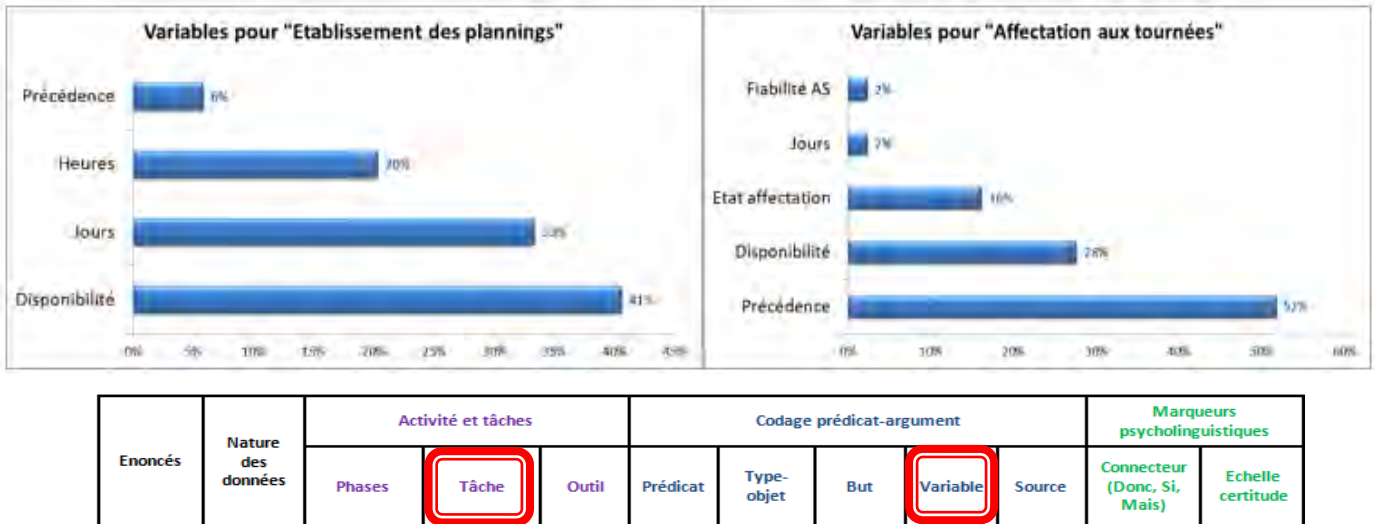 Variables pour "Etablissement des plannings"
Précédence 6%
Heures 20%
Jours 33%
Disponibilité 41%
0% 5% 10% 15% 20% 25% 30% 35% 40% 45%
Variables pour "Affectation aux tournées"
Fiabilité AS 2%
Jours 2%
Etat affectation 16%
Disponibilité 28%
Précédence 52%
0% 10% 20% 30% 40% 50% 60%
Enoncés
Nature
des
données
Activité et tâches
Codage prédicat-argument
Marqueurs
psycholinguistiques
Phases
Tâche
Outil
Prédicat
Type-
objet
But
Variable
Source
Connecteur
(Donc, Si,
Mais)
Echelle
certitude